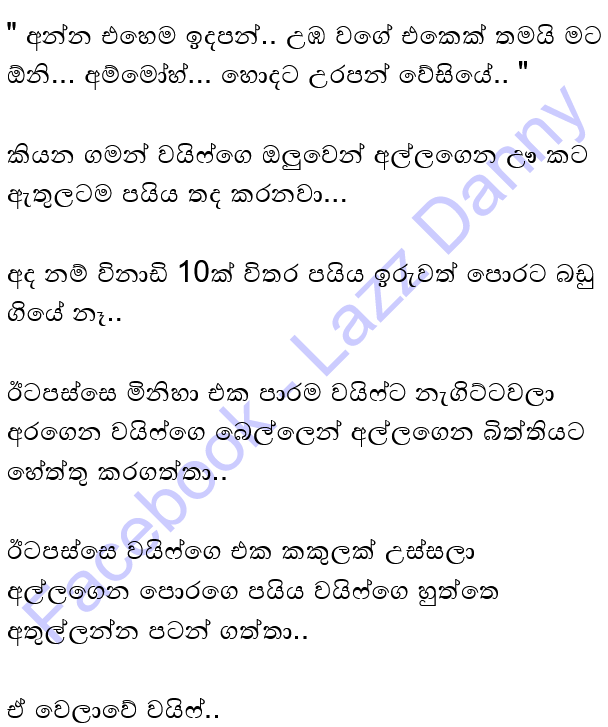 " අන්න එහෙම ඉදපන්.. උඹ වගේ එකෙක් තමයි මට
ඕනි... අම්මෝහ්... හොදට උරපන් වේසියේ.. "
කියන ගමන් වයිෆ්ගෙ ඔලුවෙන් අල්ලගෙන ඌ කට
ඇතුලටම පයිය තද කරනවා...
අද නම් විනාඩි 10ක් විතර පයිය ඉරුවත් පොරට බඩු
ගියේ නෑ..
ඊටපස්සෙ මිනිහා එක පාරම වයිෆ්ට නැගිට්ටවලා
අරගෙන වයිෆ්ගෙ බෙල්ලෙන් අල්ලගෙන බිත්තියට
හේත්තු කරගත්තා..
ඊටපස්සෙ වයිෆ්ගෙ එක කකුලක් උස්සලා
අල්ලගෙන පොරගෙ පයිය වයිෆ්ගෙ හුත්තෙ
අතුල්ලන්න පටන් ගත්තා..
ඒ වෙලාවේ වයිෆ්..
Facebook - Lazz Danny